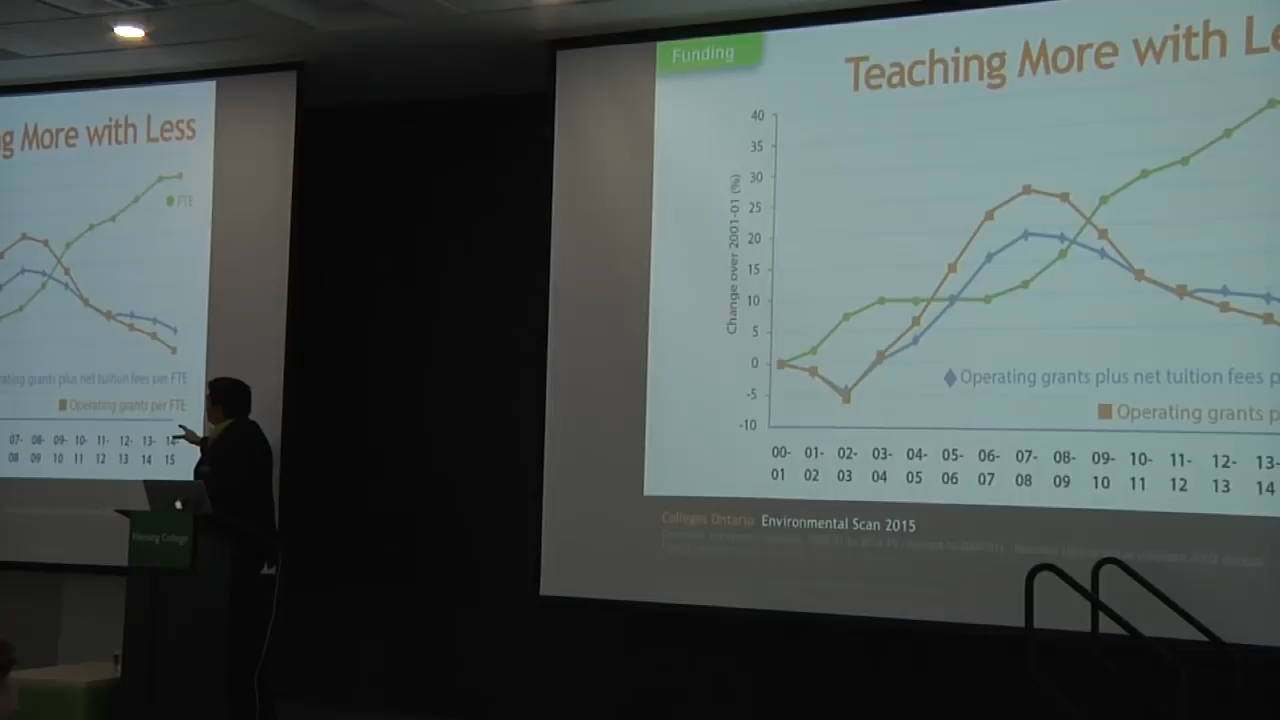 g More with Less
FTE
rating grants plus net tuition fees per FTE
Operating grants per FTE
07- 08- 09- 10- 11- 12- 13- 14-
08 09 10 11 12 13 14 15
Fleming College
Funding
Teaching More with Le
40
35
30
25
20
15
10
5
0
-5
-10
Change over 2001-01 (%)
Operating grants plus net tuition fees p
Operating grants p
00- 01- 02- 03- 04- 05- 06- 07- 08- 09- 10- 11- 12- 13-
01 02 03 04 05 06 07 08 09 10 11 12 13 14
Colleges Ontario Environmental Scan 2015